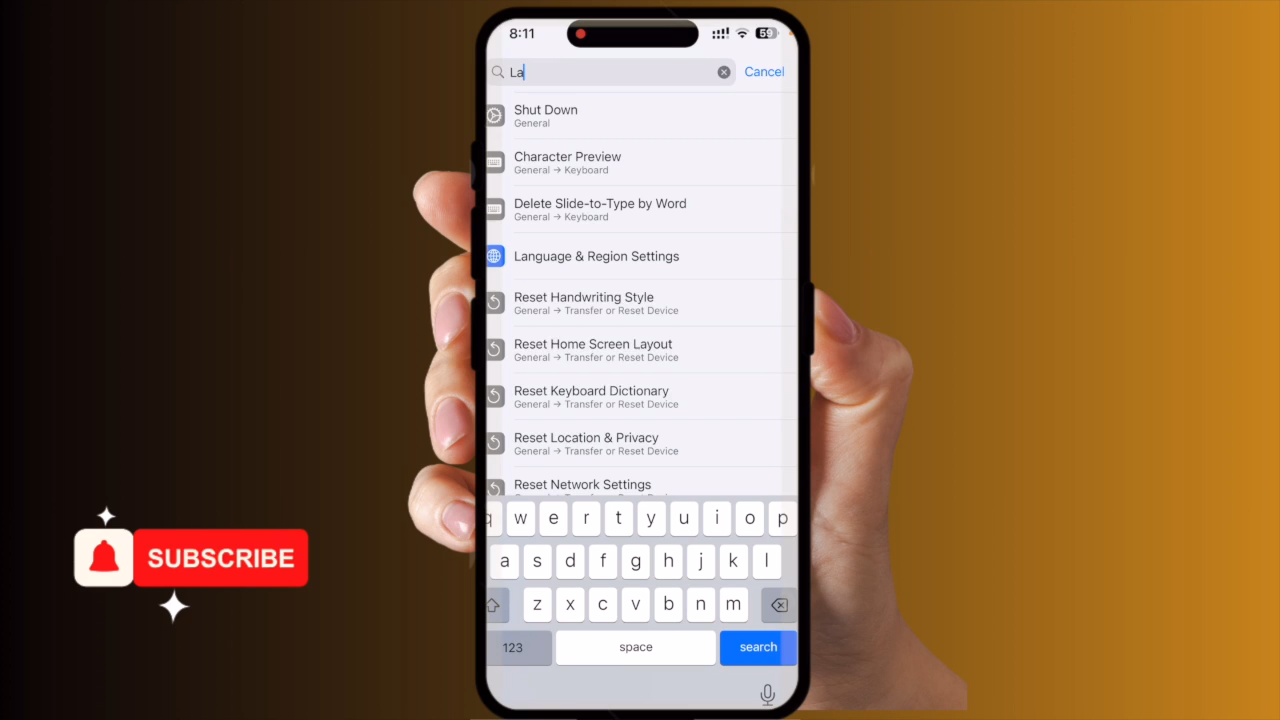 8:11
59
La
Cancel
Shut Down
General
Character Preview
General → Keyboard
Delete Slide-to-Type by Word
General → Keyboard
Language & Region Settings
Reset Handwriting Style
General → Transfer or Reset Device
Reset Home Screen Layout
General → Transfer or Reset Device
Reset Keyboard Dictionary
General → Transfer or Reset Device
Reset Location & Privacy
General → Transfer or Reset Device
Reset Network Settings
q w e r t y u i o p
a s d f g h j k l
z x c v b n m
123 space search
SUBSCRIBE